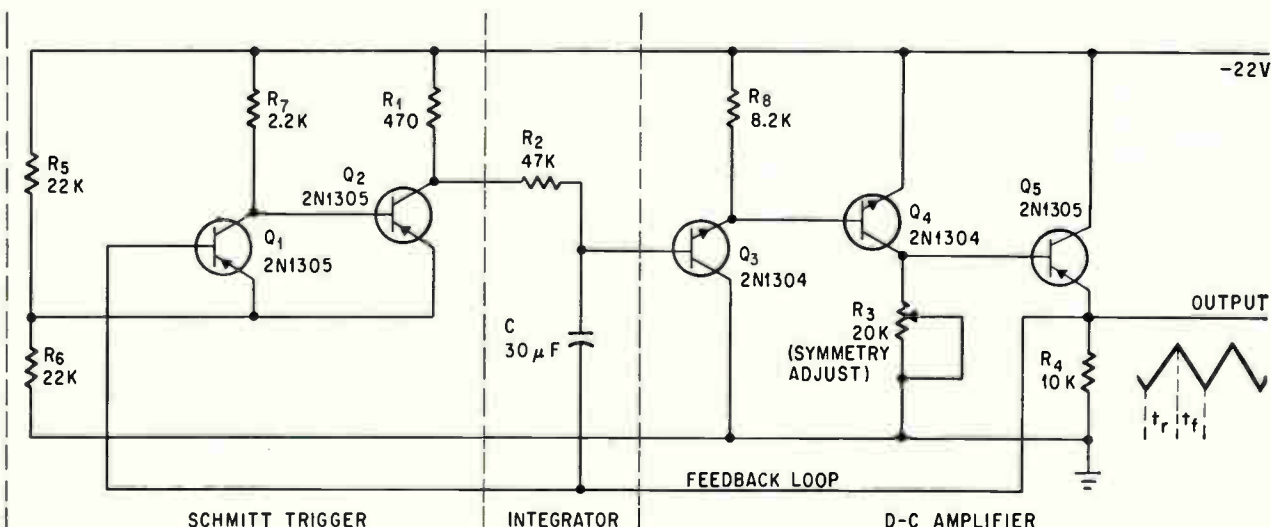 -22V
R7
2.2K
R1
470
R8
8.2K
R2
47K
R5
22K
Q2
2N1305
Q5
2N1305
Q1
2N1305
Q4
2N1304
Q3
2N1304
OUTPUT
C
30 μF
R3
20K
(SYMMETRY
ADJUST)
R6
22K
R4
10K
tr
tf
FEEDBACK LOOP
SCHMITT TRIGGER
INTEGRATOR
D-C AMPLIFIER